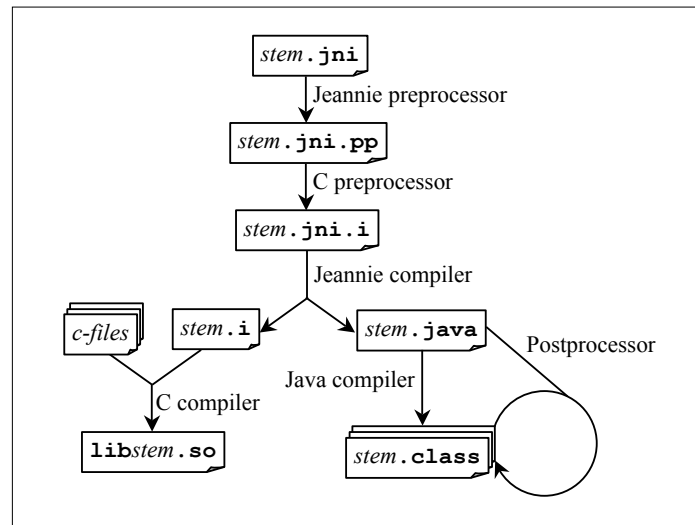 stem.jni
Jeannie preprocessor
stem.jni.pp
C preprocessor
stem.jni.i
Jeannie compiler
c-files
stem.i
stem.java
Postprocessor
C compiler
Java compiler
libstem.so
stem.class